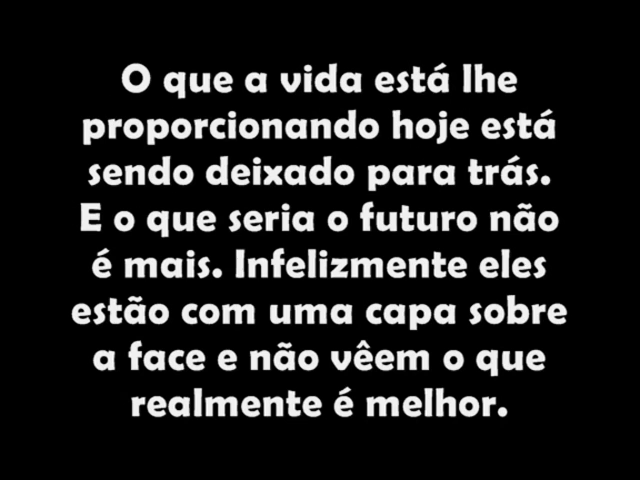 O que a vida está lhe
proporcionando hoje está
sendo deixado para trás.
E o que seria o futuro não
é mais. Infelizmente eles
estão com uma capa sobre
a face e não vêem o que
realmente é melhor.